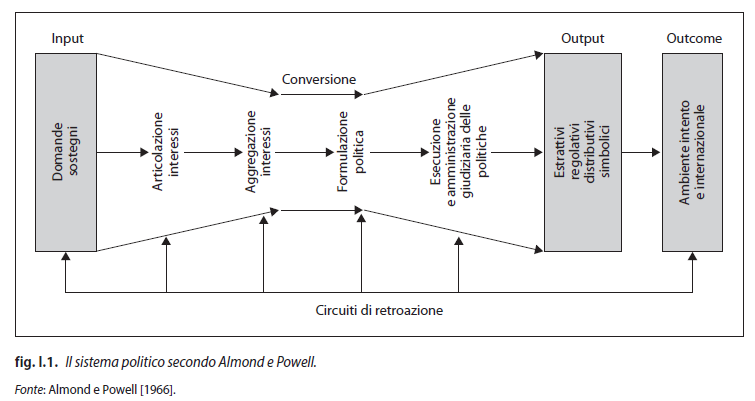 Input
Output
Outcome
Conversione
Domande
sostegni
Articolazione
interessi
Aggregazione
interessi
Formulazione
politica
Esecuzione
e amministrazione
giudiziaria delle
politiche
Estrattivi
regolativi
distributivi
simbolici
Ambiente intento
e internazionale
Circuiti di retroazione
fig. I.1. Il sistema politico secondo Almond e Powell.
Fonte: Almond e Powell [1966].